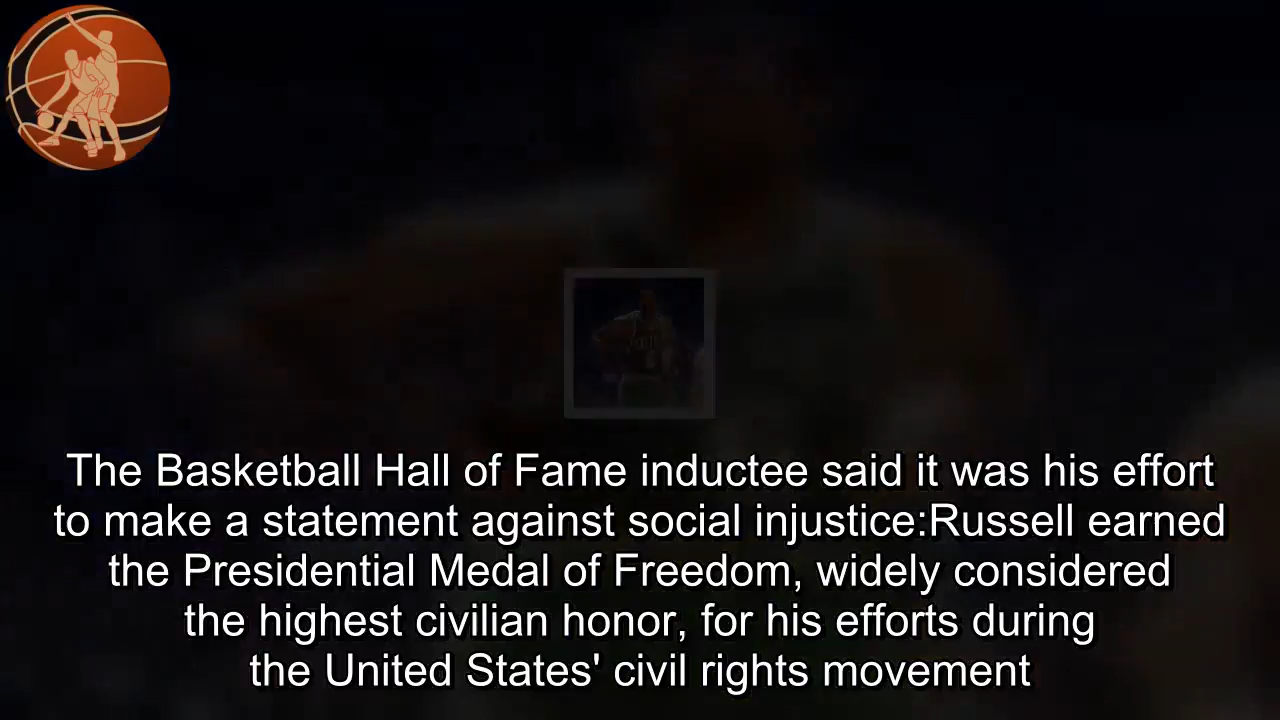 The Basketball Hall of Fame inductee said it was his effort
to make a statement against social injustice:Russell earned
the Presidential Medal of Freedom, widely considered
the highest civilian honor, for his efforts during
the United States' civil rights movement